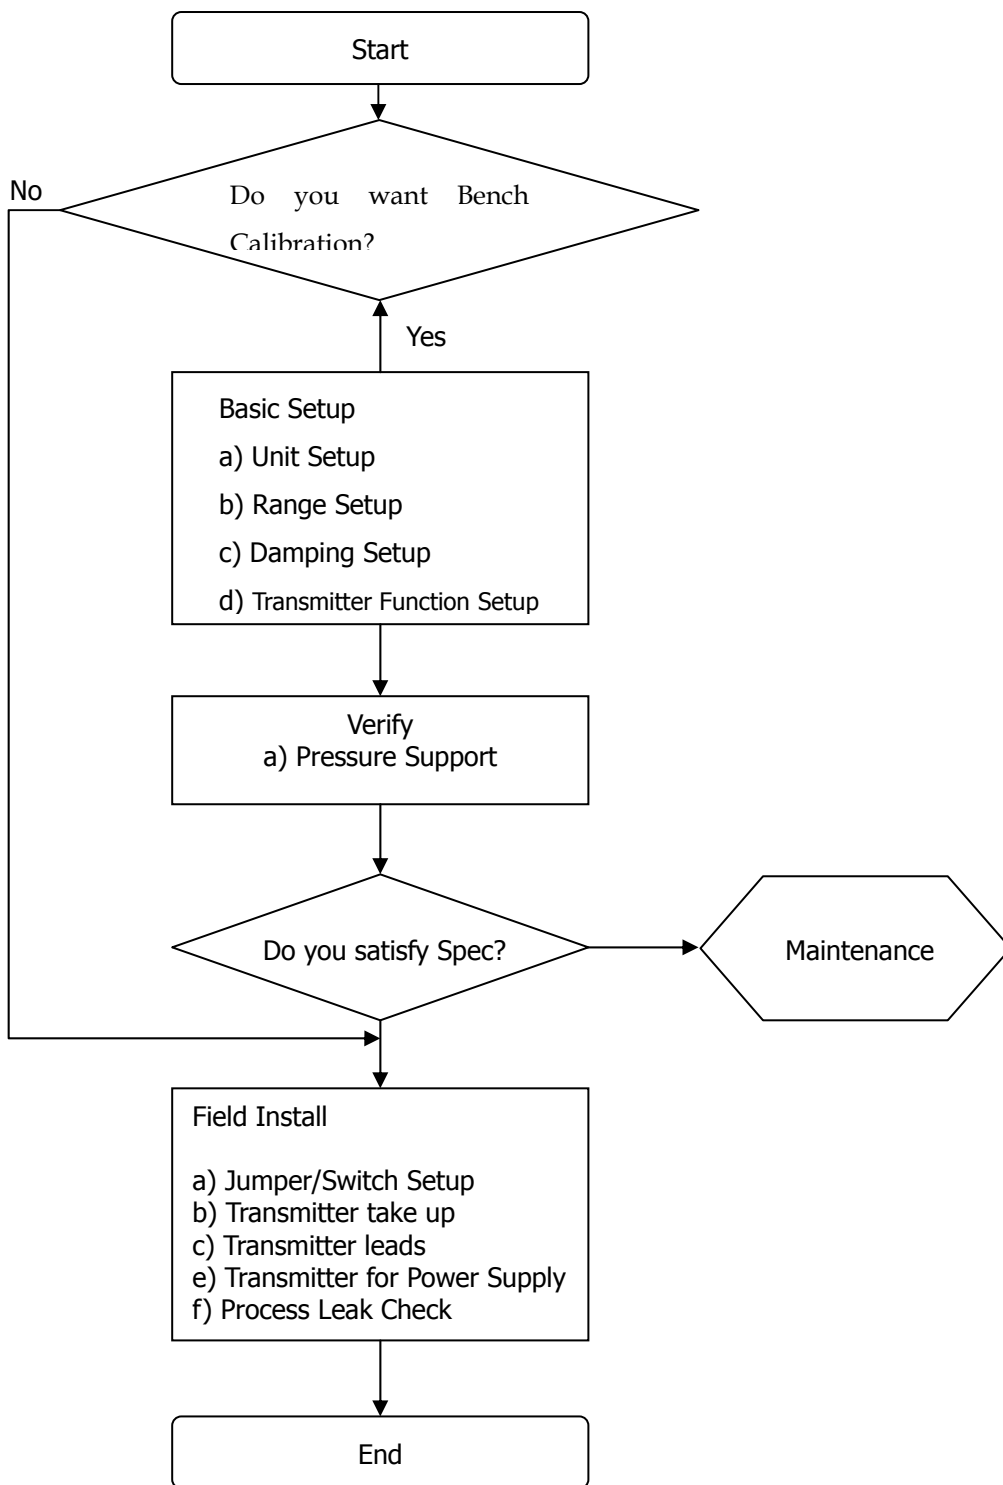 Start
No
Do you want Bench
Calibration?
Yes
Basic Setup
a) Unit Setup
b) Range Setup
c) Damping Setup
d) Transmitter Function Setup
Verify
a) Pressure Support
Do you satisfy Spec?
Maintenance
Field Install
a) Jumper/Switch Setup
b) Transmitter take up
c) Transmitter leads
e) Transmitter for Power Supply
f) Process Leak Check
End